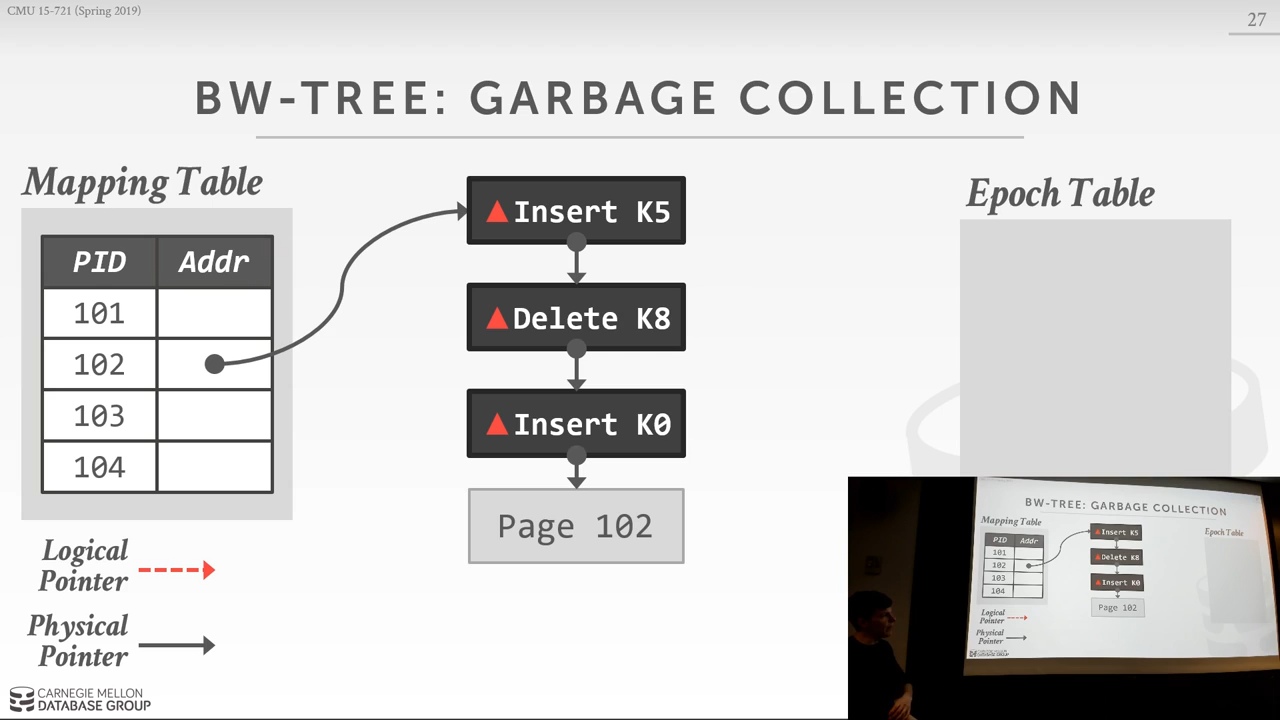 CMU 15-721 (Spring 2019)
27
BW-TREE: GARBAGE COLLECTION
Mapping Table
PID Addr
101
102
103
104
Logical
Pointer
Physical
Pointer
▲Insert K5
▲Delete K8
▲Insert K0
Page 102
Epoch Table
CARNEGIE MELLON
DATABASE GROUP
BW-TREE: GARBAGE COLLECTION
Mapping Table
PID Addr
101
102
103
104
Logical
Pointer
Physical
Pointer
▲Insert K5
▲Delete K8
▲Insert K0
Page 102
Epoch Table